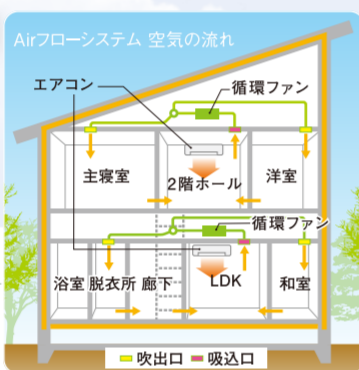 Airフローシステム 空気の流れ
エアコン
循環ファン
主寝室
2階ホール
洋室
循環ファン
浴室 脱衣所 廊下
LDK
和室
吹出口 吸込口